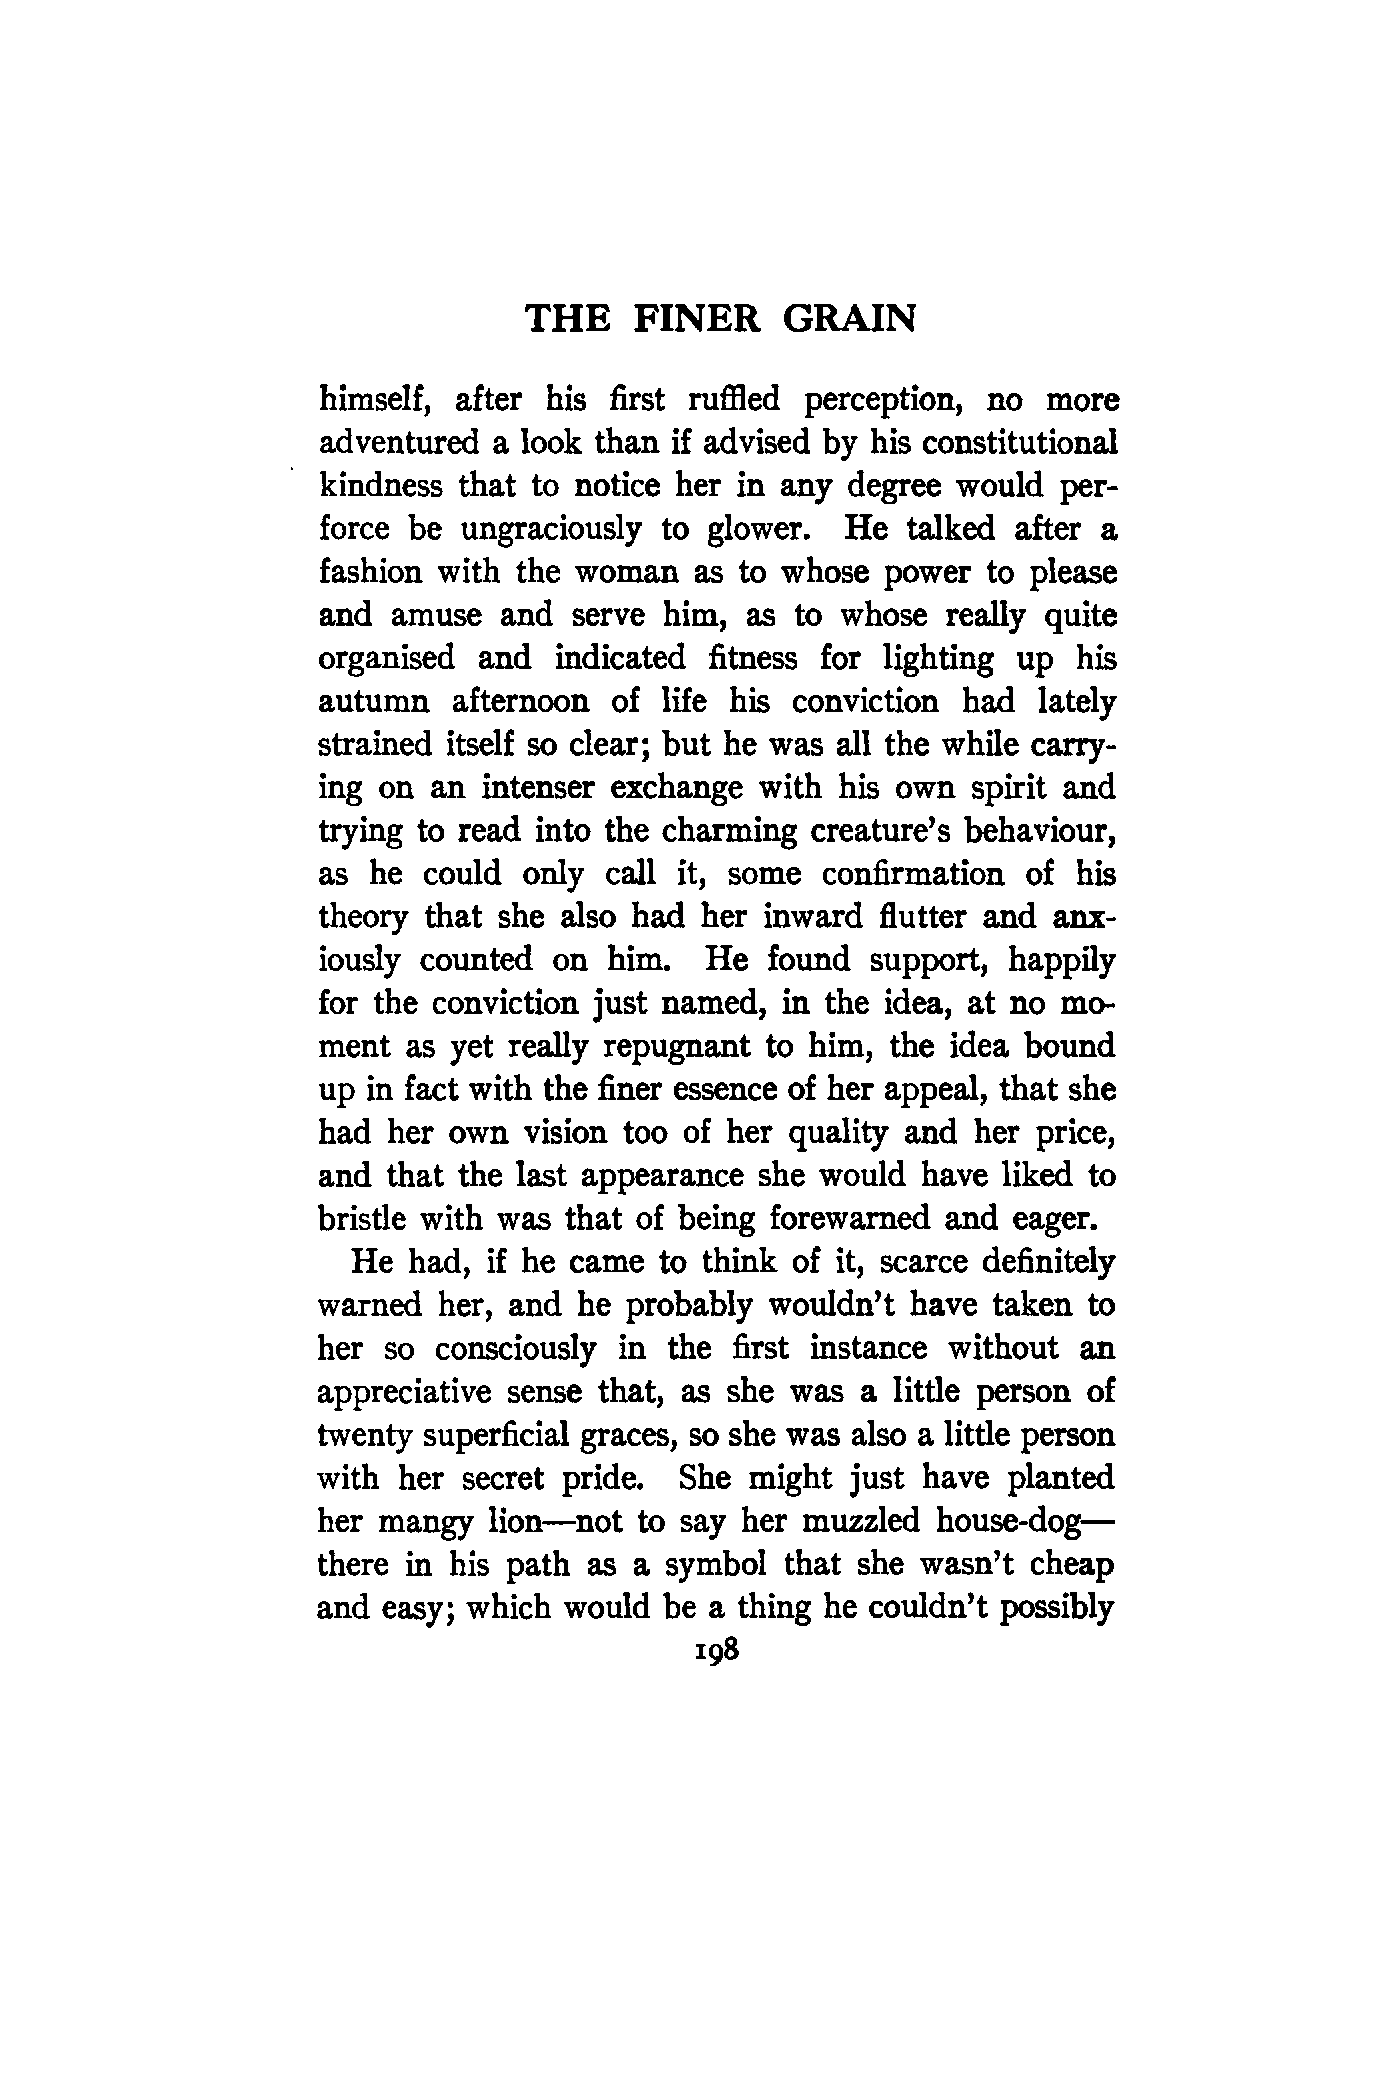 THE FINER GRAIN
himself, after his first ruffled perception, no more
adventured a look than if advised by his constitutional
kindness that to notice her in any degree would per-
force be ungraciously to glower. He talked after a
fashion with the woman as to whose power to please
and amuse and serve him, as to whose really quite
organised and indicated fitness for lighting up his
autumn afternoon of life his conviction had lately
strained itself so clear; but he was all the while carry-
ing on an intenser exchange with his own spirit and
trying to read into the charming creature's behaviour,
as he could only call it, some confirmation of his
theory that she also had her inward flutter and anx-
iously counted on him. He found support, happily
for the conviction just named, in the idea, at no mo-
ment as yet really repugnant to him, the idea bound
up in fact with the finer essence of her appeal, that she
had her own vision too of her quality and her price,
and that the last appearance she would have liked to
bristle with was that of being forewarned and eager.
He had, if he came to think of it, scarce definitely
warned her, and he probably wouldn't have taken to
her so consciously in the first instance without an
appreciative sense that, as she was a little person of
twenty superficial graces, so she was also a little person
with her secret pride. She might just have planted
her mangy lion—not to say her muzzled house-dog—
there in his path as a symbol that she wasn't cheap
and easy; which would be a thing he couldn't possibly
198